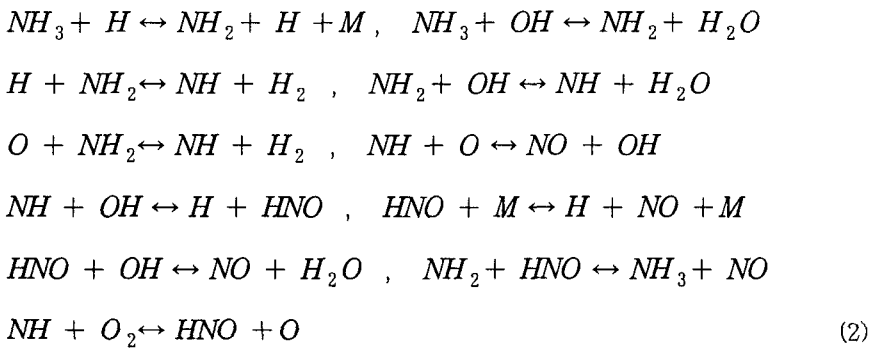 NH₃ + H ↔ NH₂ + H + M , NH₃ + OH ↔ NH₂ + H₂O
H + NH₂ ↔ NH + H₂ , NH₂ + OH ↔ NH + H₂O
O + NH₂ ↔ NH + H₂ , NH + O ↔ NO + OH
NH + OH ↔ H + HNO , HNO + M ↔ H + NO + M
HNO + OH ↔ NO + H₂O , NH₂ + HNO ↔ NH₃ + NO
NH + O₂ ↔ HNO + O (2)